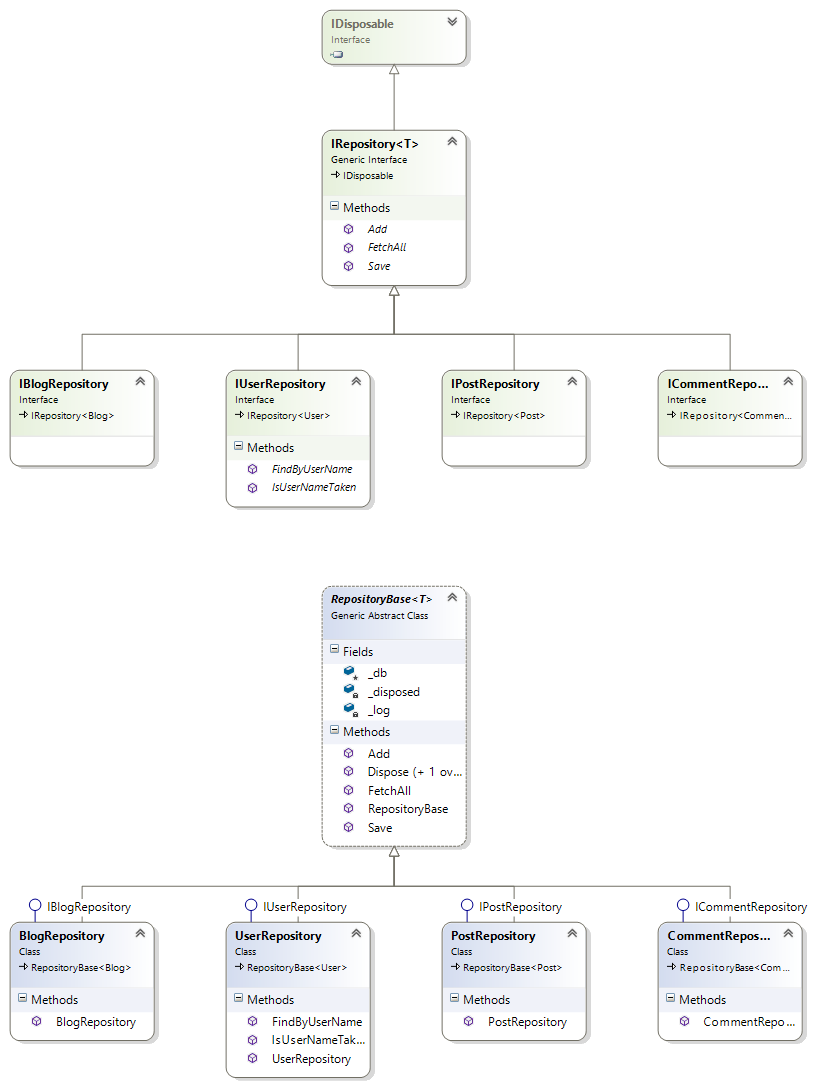 IDisposable
Interface
IRepository<T>
Generic Interface
IDisposable
Methods
Add
FetchAll
Save
IBlogRepository
Interface
IRepository<Blog>
IUserRepository
Interface
IRepository<User>
Methods
FindByUserName
IsUserNameTaken
IPostRepository
Interface
IRepository<Post>
ICommentRepo...
Interface
IRepository<Commen...
RepositoryBase<T>
Generic Abstract Class
Fields
_db
_disposed
_log
Methods
Add
Dispose (+ 1 ov...
FetchAll
RepositoryBase
Save
IBlogRepository
BlogRepository
Class
RepositoryBase<Blog>
Methods
BlogRepository
IUserRepository
UserRepository
Class
RepositoryBase<User>
Methods
FindByUserName
IsUserNameTak...
UserRepository
IPostRepository
PostRepository
Class
RepositoryBase<Post>
Methods
PostRepository
ICommentRepository
CommentRepos...
Class
RepositoryBase<Com...
Methods
CommentRepo...